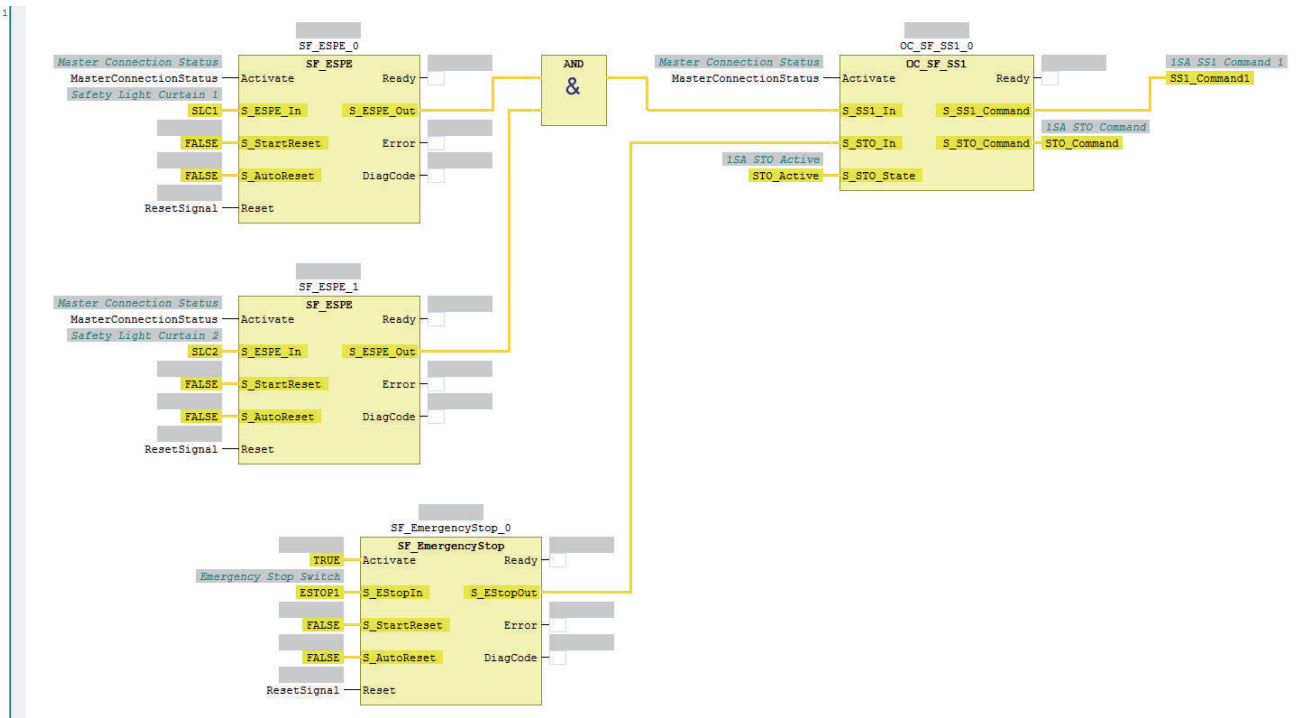 1
SF_ESPE_0
Master Connection Status SF_ESPE
MasterConnectionStatus Activate Ready
Safety Light Curtain 1
SLC1 S_ESPE_In S_ESPE_Out
FALSE S_StartReset Error
FALSE S_AutoReset DiagCode
ResetSignal Reset
AND
&
OC_SF_SS1_0
Master Connection Status OC_SF_SS1 1SA SS1 Command 1
MasterConnectionStatus Activate Ready SS1_Command1
S_SS1_In S_SS1_Command
1SA STO Command
S_STO_In S_STO_Command STO_Command
1SA STO Active
STO_Active S_STO_State
SF_ESPE_1
Master Connection Status SF_ESPE
MasterConnectionStatus Activate Ready
Safety Light Curtain 2
SLC2 S_ESPE_In S_ESPE_Out
FALSE S_StartReset Error
FALSE S_AutoReset DiagCode
ResetSignal Reset
SF_EmergencyStop_0
SF_EmergencyStop
TRUE Activate Ready
Emergency Stop Switch
ESTOP1 S_EStopIn S_EStopOut
FALSE S_StartReset Error
FALSE S_AutoReset DiagCode
ResetSignal Reset